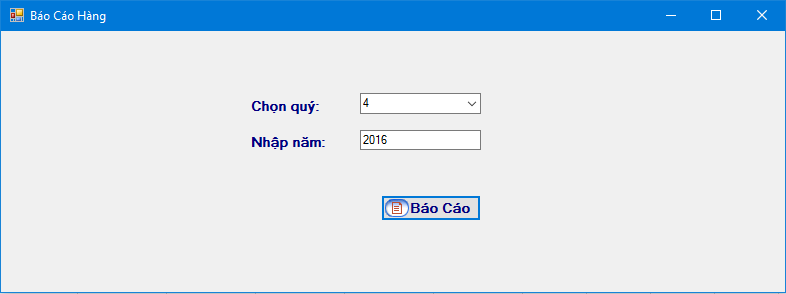 Báo Cáo Hàng
Chọn quý: 4
Nhập năm: 2016
Báo Cáo